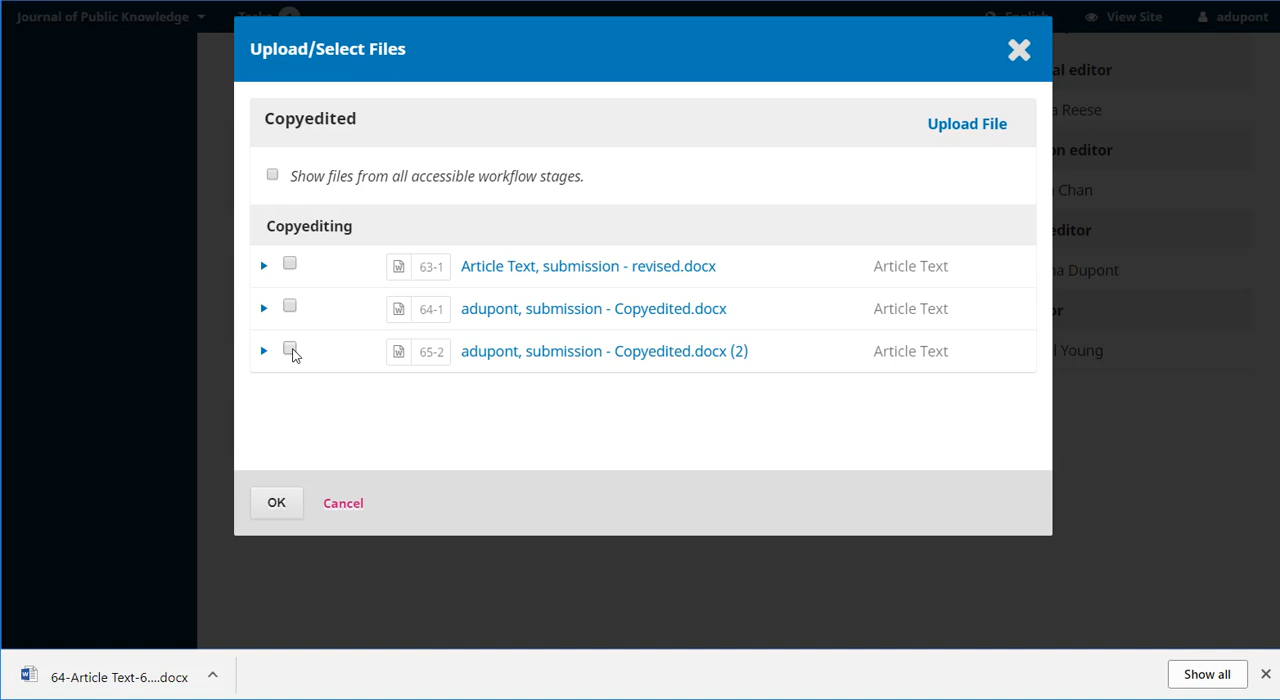 Journal of Public Knowledge Tasks English View Site adupont
Upload/Select Files
Copyedited
Upload File
Show files from all accessible workflow stages.
Copyediting
63-1 Article Text, submission - revised.docx Article Text
64-1 adupont, submission - Copyedited.docx Article Text
65-2 adupont, submission - Copyedited.docx (2) Article Text
OK Cancel
al editor
a Reese
on editor
Chan
editor
a Dupont
or
l Young
64-Article Text-6....docx
Show all